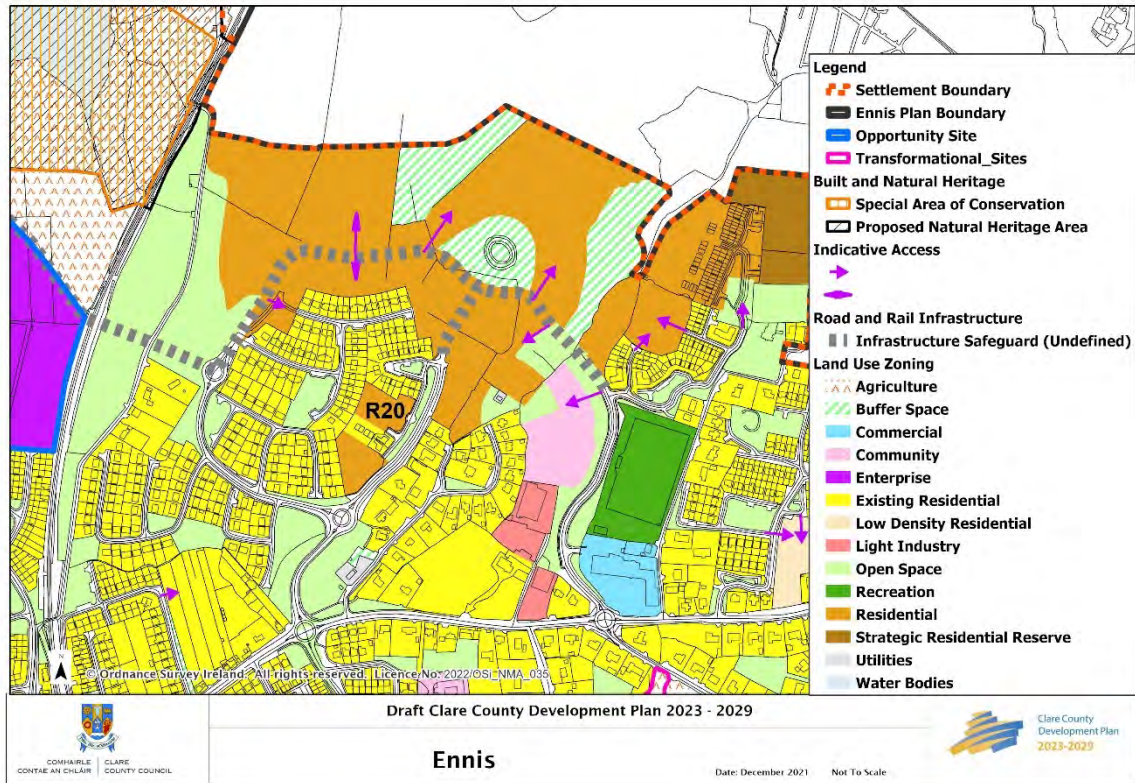 Legend
Settlement Boundary
Ennis Plan Boundary
Opportunity Site
Transformational_Sites
Built and Natural Heritage
Special Area of Conservation
Proposed Natural Heritage Area
Indicative Access
Road and Rail Infrastructure
Infrastructure Safeguard (Undefined)
Land Use Zoning
Agriculture
Buffer Space
Commercial
Community
Enterprise
Existing Residential
Low Density Residential
Light Industry
Open Space
Recreation
Residential
Strategic Residential Reserve
Utilities
Water Bodies
R20
N
© Ordnance Survey Ireland. All rights reserved. Licence No. 2022/OSi_NMA_035
COMHAIRLE CONTAE AN CHLÁIR
CLARE COUNTY COUNCIL
Draft Clare County Development Plan 2023 - 2029
Ennis
Date: December 2021 Not To Scale
Clare County
Development Plan
2023-2029